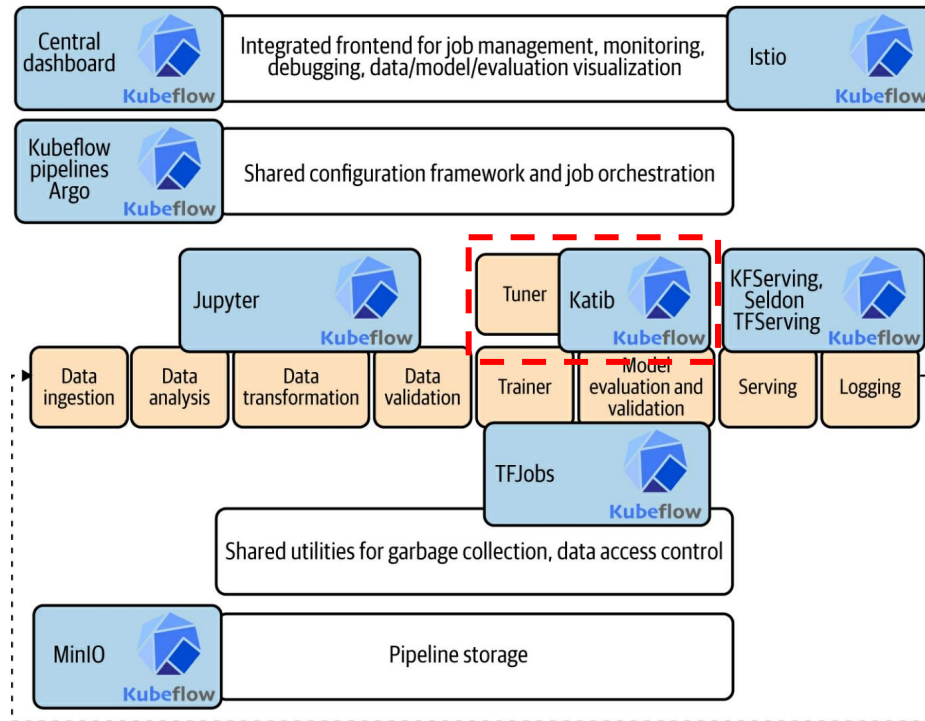 Central
dashboard
Kubeflow
Integrated frontend for job management, monitoring,
debugging, data/model/evaluation visualization
Istio
Kubeflow
Kubeflow
pipelines
Argo
Kubeflow
Shared configuration framework and job orchestration
Jupyter
Kubeflow
Tuner
Katib
Kubeflow
KFServing,
Seldon
TFServing
Kubeflow
Data
ingestion
Data
analysis
Data
transformation
Data
validation
Trainer
Model
evaluation and
validation
Serving
Logging
TFJobs
Kubeflow
Shared utilities for garbage collection, data access control
MinIO
Kubeflow
Pipeline storage